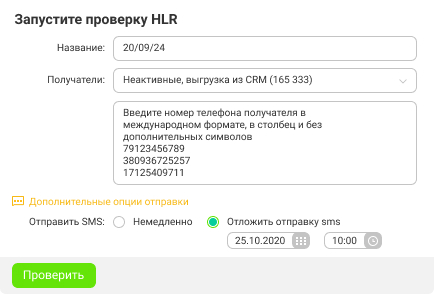 Запустите проверку HLR
Название: 20/09/24
Получатели: Неактивные, выгрузка из CRM (165 333)
Введите номер телефона получателя в
международном формате, в столбец и без
дополнительных символов
79123456789
380936725257
17125409711
Дополнительные опции отправки
Отправить SMS: Немедленно Отложить отправку sms
25.10.2020 10:00
Проверить